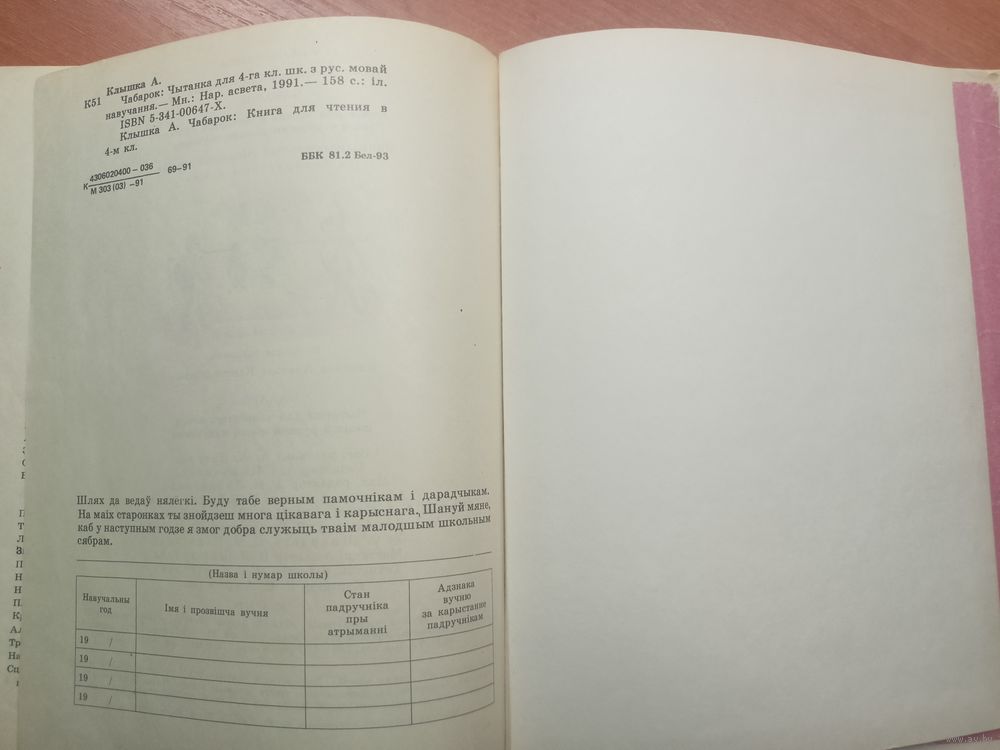 Клышка А.
К51 Чабарок: Чытанка для 4-га кл. шк. з рус. мовай
навучання.— Мн.: Нар. асвета, 1991.— 158 с.: іл.
ISBN 5-341-00647-X.
Клышка А. Чабарок: Книга для чтения в
4-м кл.
К 4306020400 – 036 69–91
М 303 (03) –91
ББК 81.2 Бел-93
Шлях да ведаў нялёгкі. Буду табе верным памочнікам і дарадчыкам.
На маіх старонках ты знойдзеш многа цікавага і карыснага. Шануй мяне,
каб у наступным годзе я змог добра служыць тваім малодшым школьным
сябрам.
(Назва і нумар школы)
Навучальны
год
Імя і прозвішча вучня
Стан
падручніка
пры
атрыманні
Адзнака
вучню
за карыстанне
падручнікам
19 /
19 /
19 /
19 /
www.ay.by